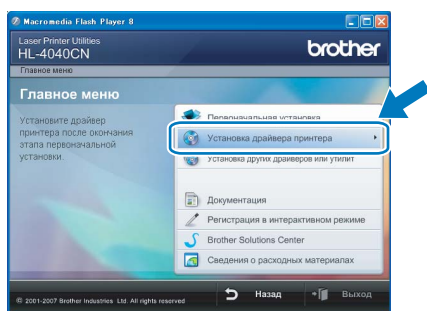 Macromedia Flash Player 8
Laser Printer Utilities
HL-4040CN
brother
Главное меню
Главное меню
Установите драйвер
принтера после окончания
этапа первоначальной
установки.
Первоначальная установка
Установка драйвера принтера
Установка других драйверов или утилит
Документация
Регистрация в интерактивном режиме
Brother Solutions Center
Сведения о расходных материалах
© 2001-2007 Brother Industries Ltd. All rights reserved
Назад
Выход